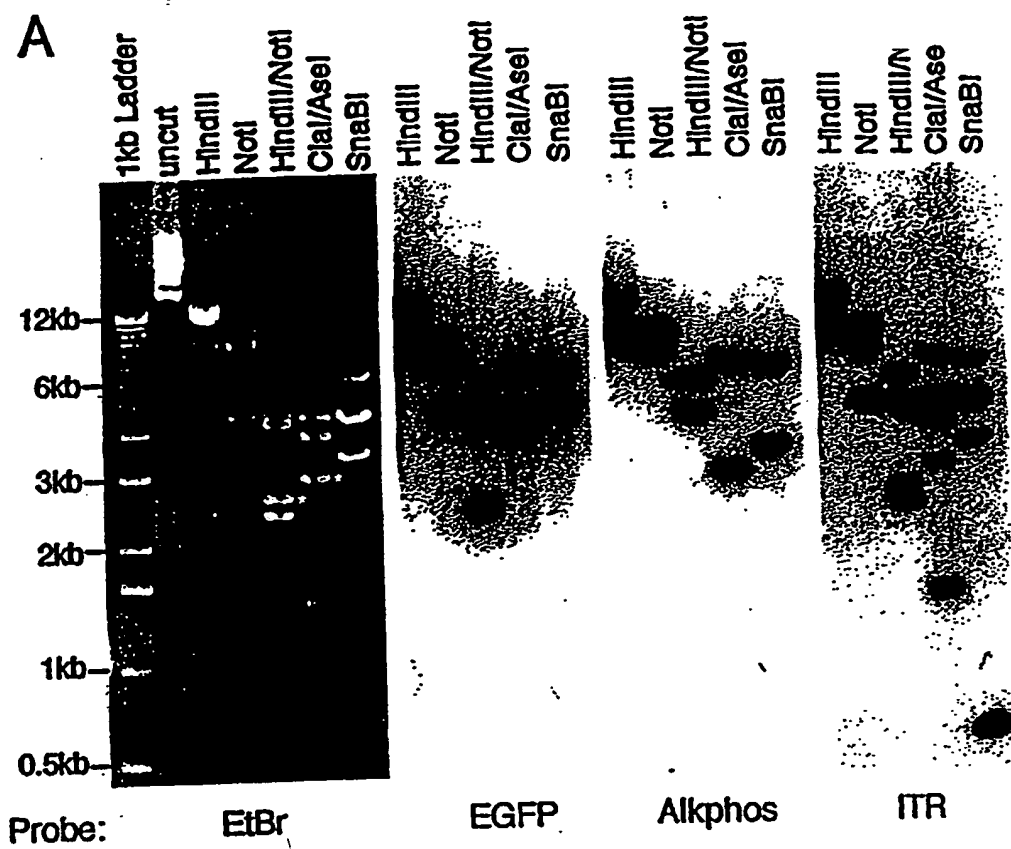 A
1kb Ladder
uncut
HindIII
NotI
HindIII/NotI
ClaI/AseI
SnaBI
HindIII
NotI
HindIII/NotI
ClaI/AseI
SnaBI
HindIII
NotI
HindIII/NotI
ClaI/AseI
SnaBI
HindIII
NotI
HindIII/N
ClaI/Ase
SnaBI
12kb
6kb
3kb
2kb
1kb
0.5kb
Probe: EtBr EGFP Alkphos ITR